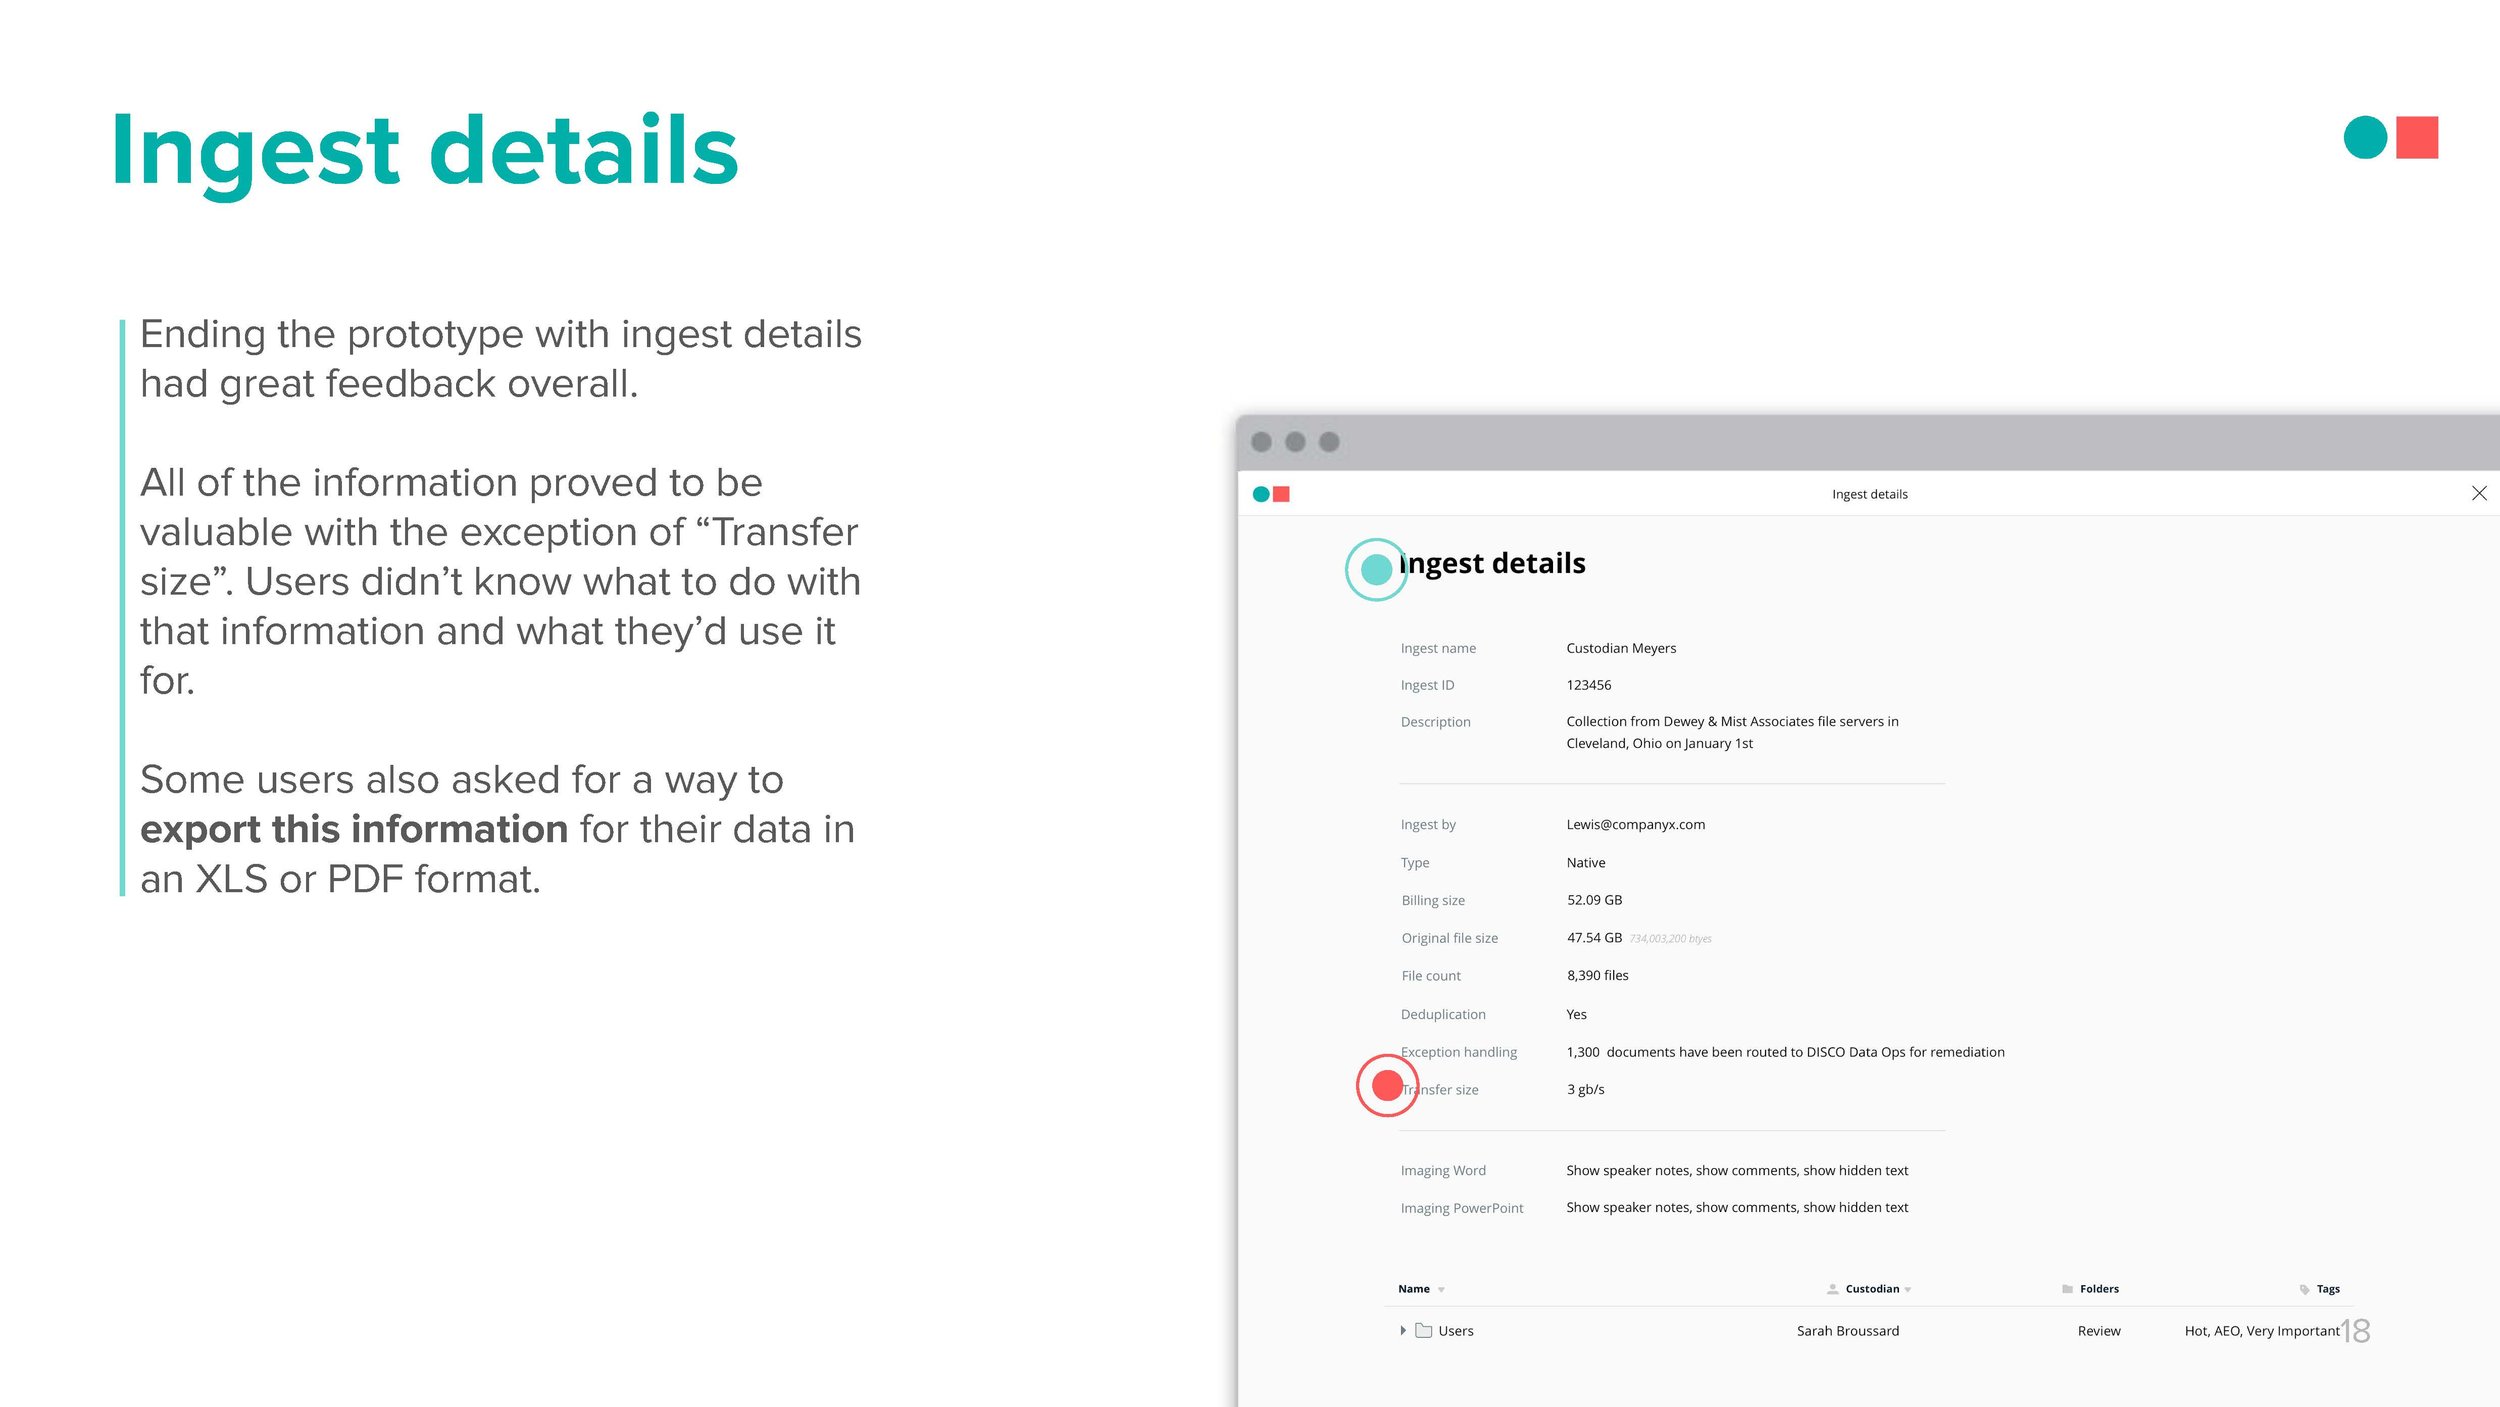 Ingest details
Ending the prototype with ingest details
had great feedback overall.
All of the information proved to be
valuable with the exception of “Transfer
size”. Users didn’t know what to do with
that information and what they’d use it
for.
Some users also asked for a way to
export this information for their data in
an XLS or PDF format.
Ingest details
Ingest details
Ingest name Custodian Meyers
Ingest ID 123456
Description Collection from Dewey & Mist Associates file servers in
Cleveland, Ohio on January 1st
Ingest by Lewis@companyx.com
Type Native
Billing size 52.09 GB
Original file size 47.54 GB 734,003,200 btyes
File count 8,390 files
Deduplication Yes
Exception handling 1,300 documents have been routed to DISCO Data Ops for remediation
Transfer size 3 gb/s
Imaging Word Show speaker notes, show comments, show hidden text
Imaging PowerPoint Show speaker notes, show comments, show hidden text
Name Custodian Folders Tags
Users Sarah Broussard Review Hot, AEO, Very Important
18